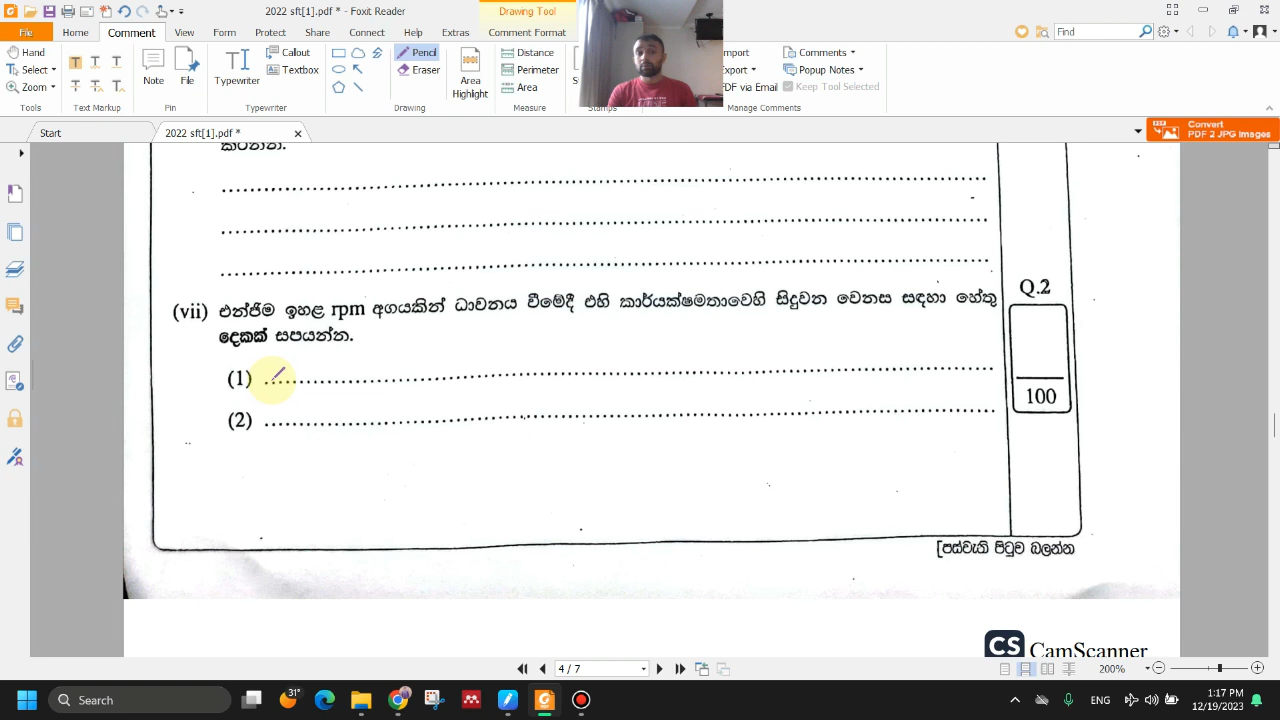 2022 sft[1].pdf * - Foxit Reader
Drawing Tool
File
Home
Comment
View
Form
Protect
Share
Connect
Help
Extras
Comment Format
Find
Hand
Select
Zoom
Tools
Text Markup
Note
File
Pin
Typewriter
Callout
Textbox
Typewriter
Pencil
Eraser
Drawing
Area
Highlight
Distance
Perimeter
Area
Measure
Stamps
Comments
Popup Notes
Keep Tool Selected
Manage Comments
Start
2022 sft[1].pdf *
Convert
PDF 2 JPG Images
කරන්න.
(vii) එන්ජිම ඉහළ rpm අගයකින් ධාවනය වීමේදී එහි කාර්යක්ෂමතාවෙහි සිදුවන වෙනස සඳහා හේතු
දෙකක් සපයන්න.
(1)
(2)
Q.2
100
[පස්වැනි පිටුව බලන්න
CS CamScanner
4 / 7
200%
Search
31°
ENG
1:17 PM
12/19/2023